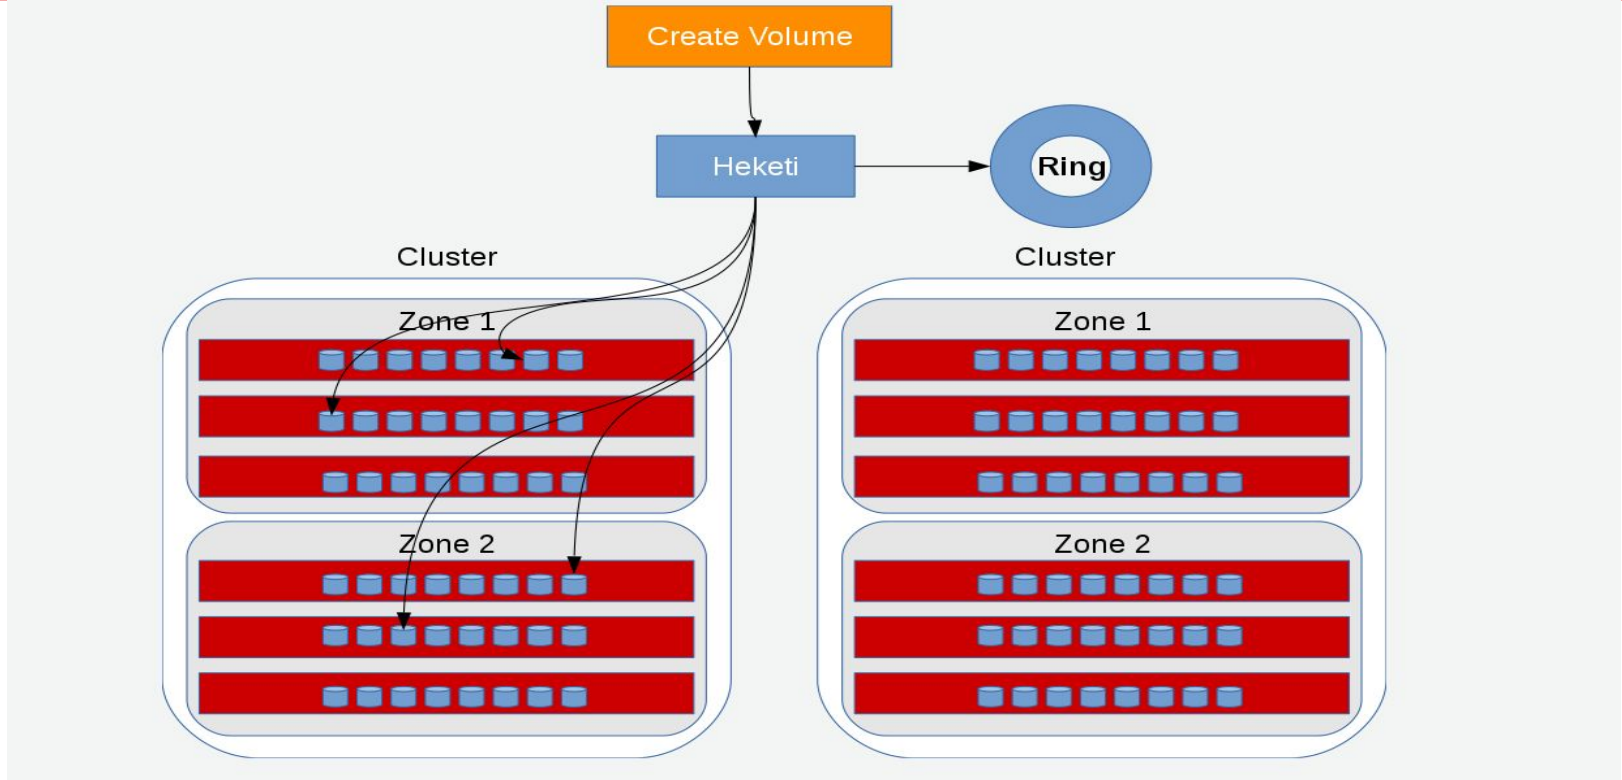 Create Volume
Heketi
Ring
Cluster
Cluster
Zone 1
Zone 1
Zone 2
Zone 2